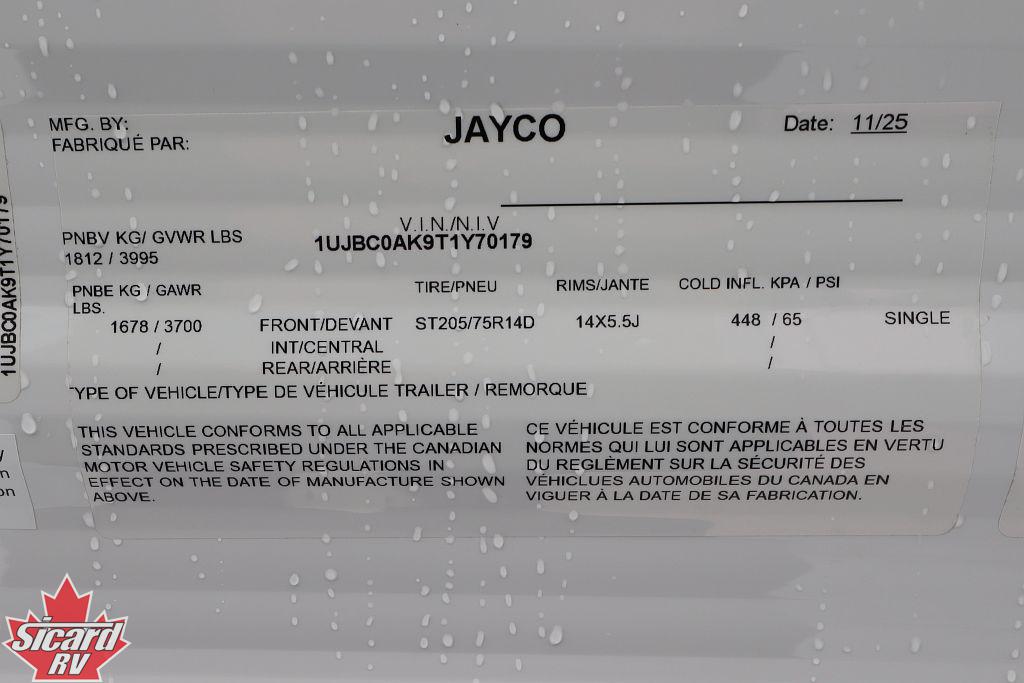 MFG. BY:
FABRIQUÉ PAR:
JAYCO
Date: 11/25
V.I.N./N.I.V
1UJBC0AK9T1Y70179
PNBV KG/ GVWR LBS
1812 / 3995
PNBE KG / GAWR
LBS.
TIRE/PNEU RIMS/JANTE COLD INFL. KPA / PSI
1678 / 3700 FRONT/DEVANT ST205/75R14D 14X5.5J 448 / 65 SINGLE
/ INT/CENTRAL /
/ REAR/ARRIÈRE /
YPE OF VEHICLE/TYPE DE VÉHICULE TRAILER / REMORQUE
THIS VEHICLE CONFORMS TO ALL APPLICABLE
STANDARDS PRESCRIBED UNDER THE CANADIAN
MOTOR VEHICLE SAFETY REGULATIONS IN
EFFECT ON THE DATE OF MANUFACTURE SHOWN
ABOVE.
CE VÉHICULE EST CONFORME À TOUTES LES
NORMES QUI LUI SONT APPLICABLES EN VERTU
DU REGLÈMENT SUR LA SÉCURITÉ DES
VÉHCLUES AUTOMOBILES DU CANADA EN
VIGUER À LA DATE DE SA FABRICATION.
1UJBC0AK9T1Y70179
Sicard
RV